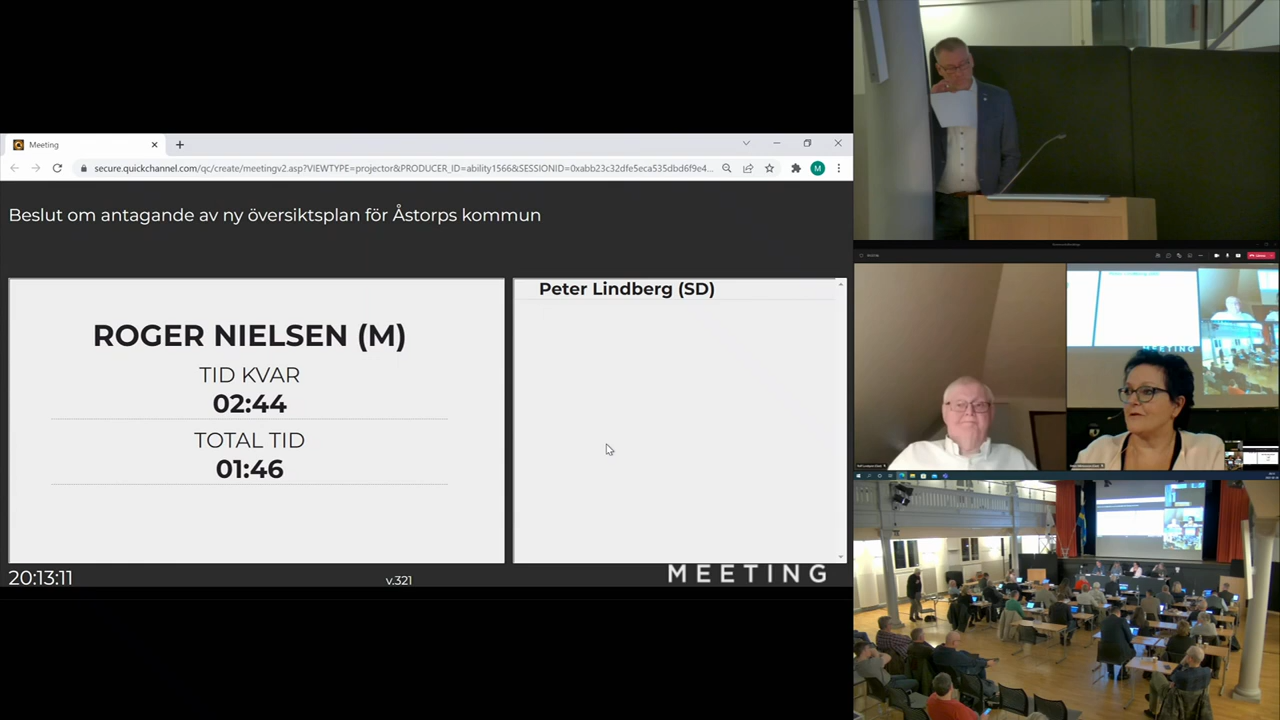 Meeting
secure.quickchannel.com/qc/create/meetingv2.asp?VIEWTYPE=projector&PRODUCER_ID=ability1566&SESSIONID=0xabb23c32dfe5eca535dbd6f9e4...
M
Beslut om antagande av ny översiktsplan för Åstorps kommun
ROGER NIELSEN (M)
TID KVAR
02:44
TOTAL TID
01:46
Peter Lindberg (SD)
20:13:11
v.321
MEETING
MEETING